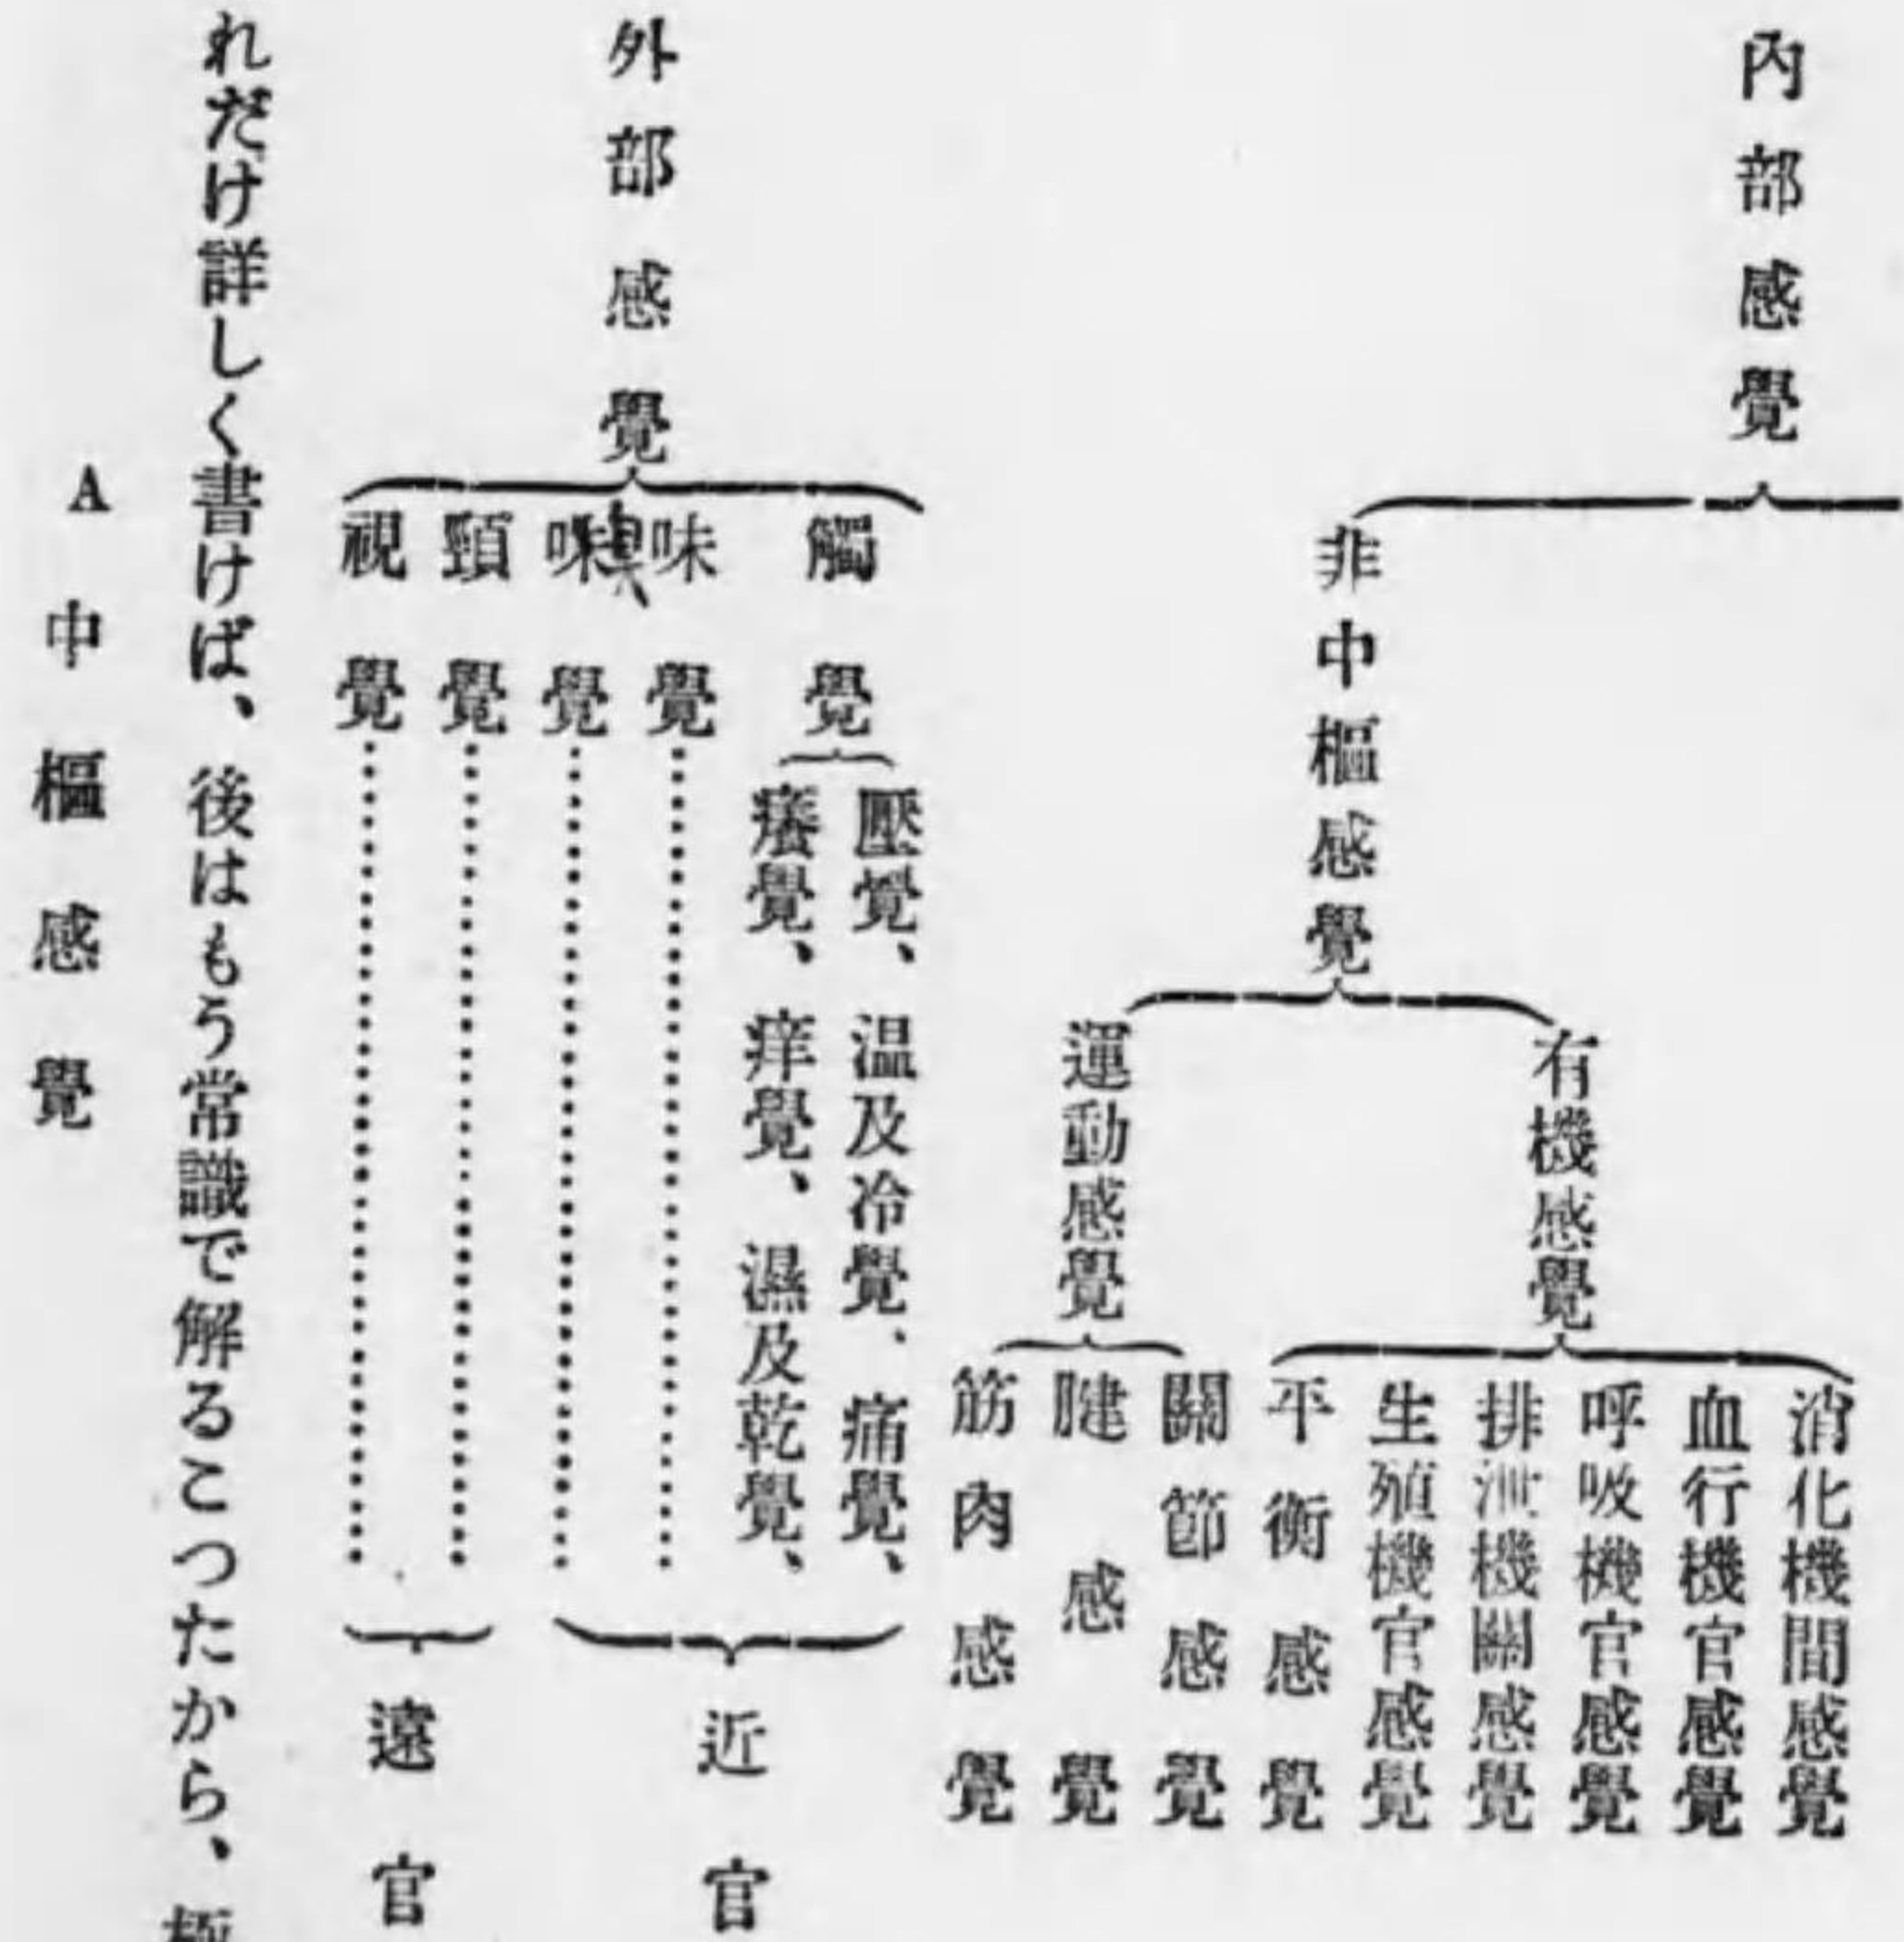 內部感覺
非中樞感覺
有機感覺
消化機間感覺
血行機官感覺
呼吸機官感覺
排泄機關感覺
生殖機官感覺
平衡感覺
運動感覺
關節感覺
腱感覺
筋肉感覺
外部感覺
觸覺
壓覺、温及冷覺、痛覺、
癢覺、痒覺、濕及乾覺、
味覺
覺
覺
視覺
近官
遠官
れだけ詳しく書けば、後はもう常識で解るこつたから、極
A 中樞感覺